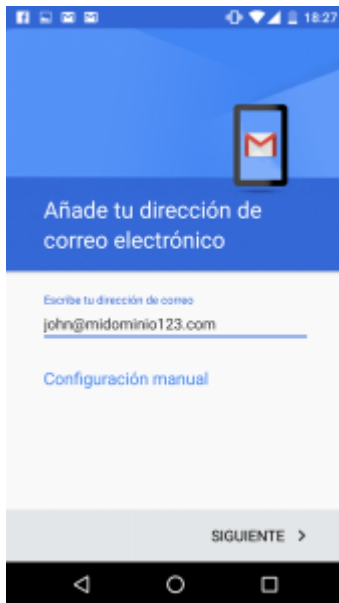 18:27
Añade tu dirección de
correo electrónico
Escribe tu dirección de correo
john@midominio123.com
Configuración manual
SIGUIENTE >